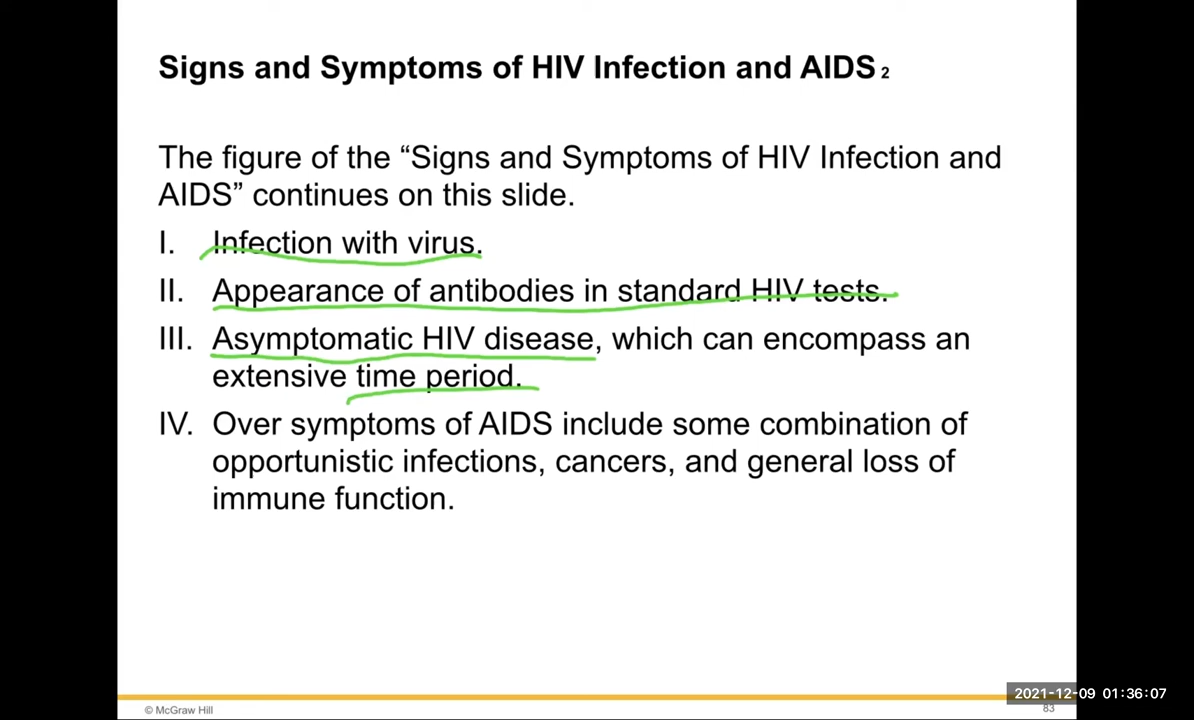 Signs and Symptoms of HIV Infection and AIDS 2
The figure of the “Signs and Symptoms of HIV Infection and
AIDS” continues on this slide.
I. Infection with virus.
II. Appearance of antibodies in standard HIV tests.
III. Asymptomatic HIV disease, which can encompass an
extensive time period.
IV. Over symptoms of AIDS include some combination of
opportunistic infections, cancers, and general loss of
immune function.
2021-12-09 01:36:07
© McGraw Hill
83